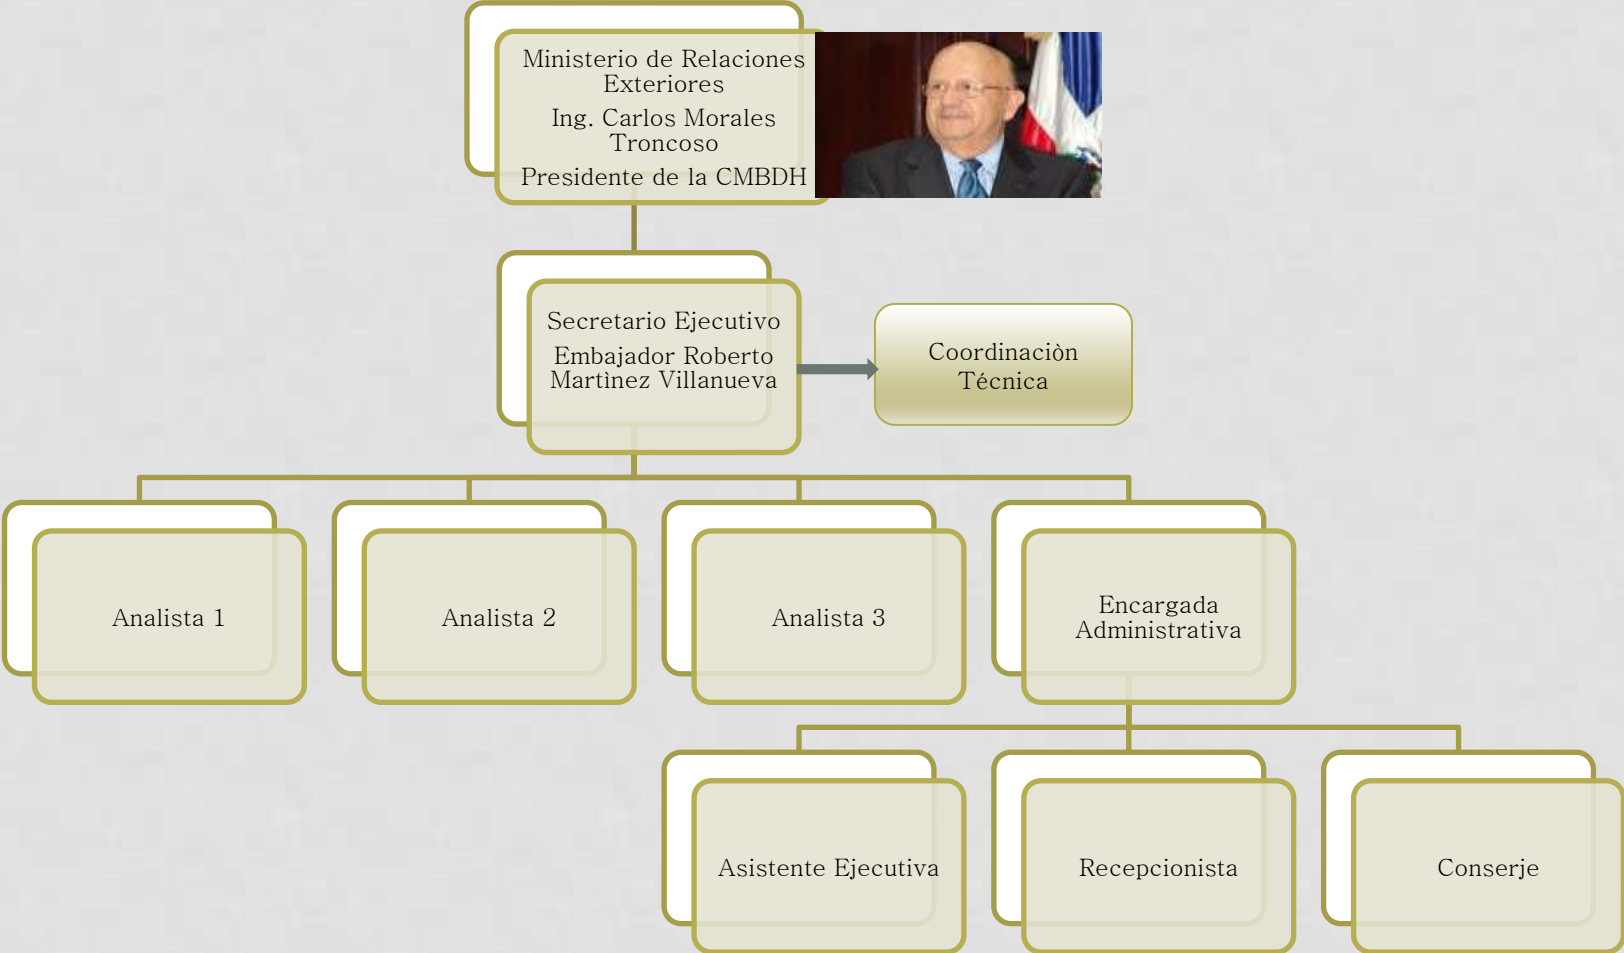 Ministerio de Relaciones
Exteriores
Ing. Carlos Morales
Troncoso
Presidente de la CMBDH
Secretario Ejecutivo
Embajador Roberto
Martìnez Villanueva
Coordinaciòn
Técnica
Analista 1
Analista 2
Analista 3
Encargada
Administrativa
Asistente Ejecutiva
Recepcionista
Conserje